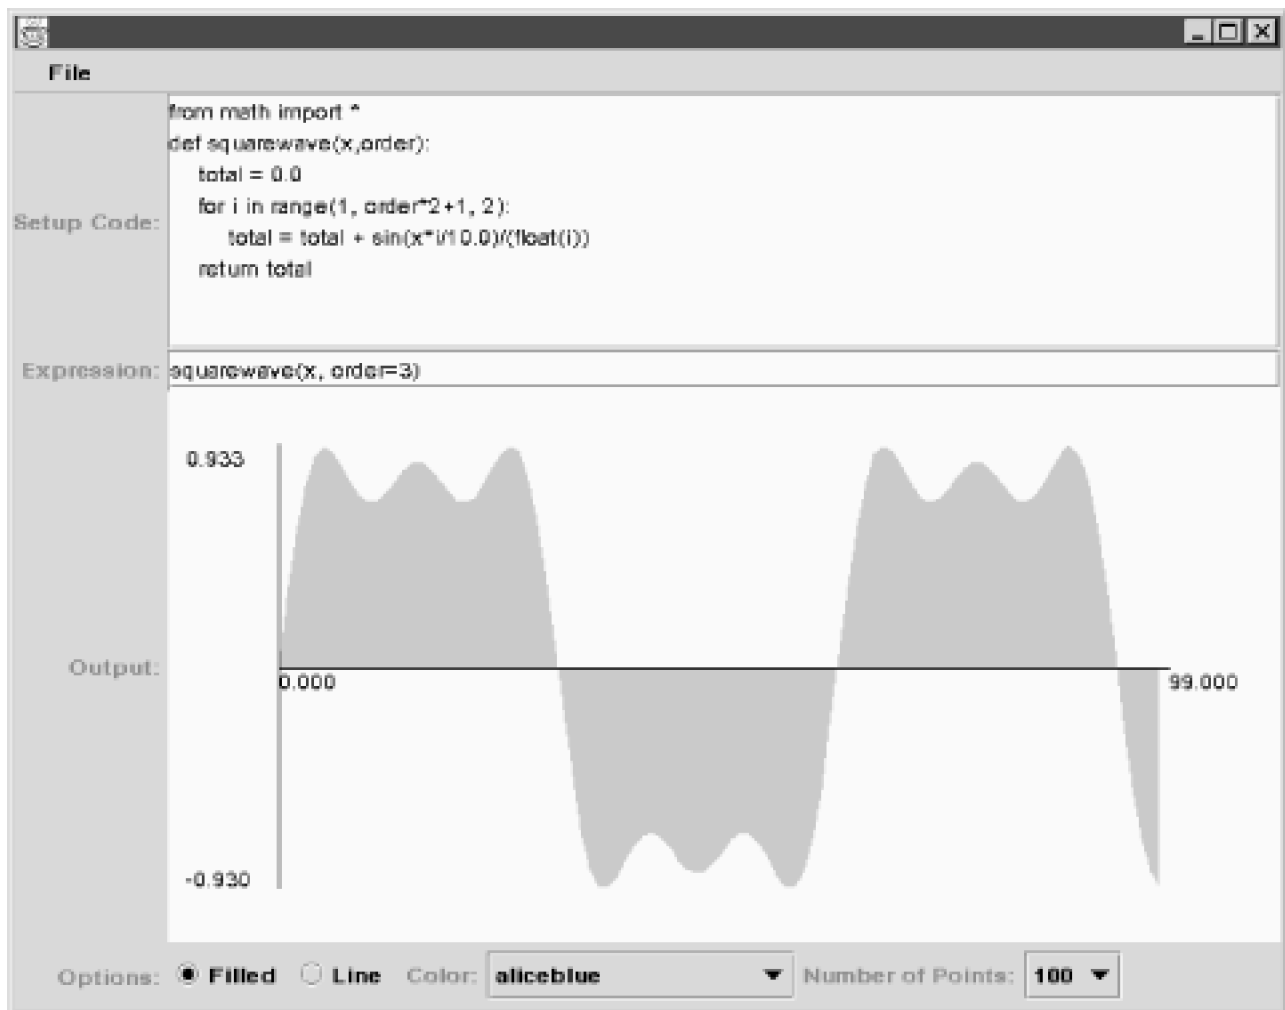 File
Setup Code:
from math import *
def squarewave(x,order):
total = 0.0
for i in range(1, order*2+1, 2):
total = total + sin(x*i/10.0)/(float(i))
return total
Expression: squarewave(x, order=3)
Output:
0.933
0.000
99.000
-0.930
Options: Filled Line Color: aliceblue Number of Points: 100